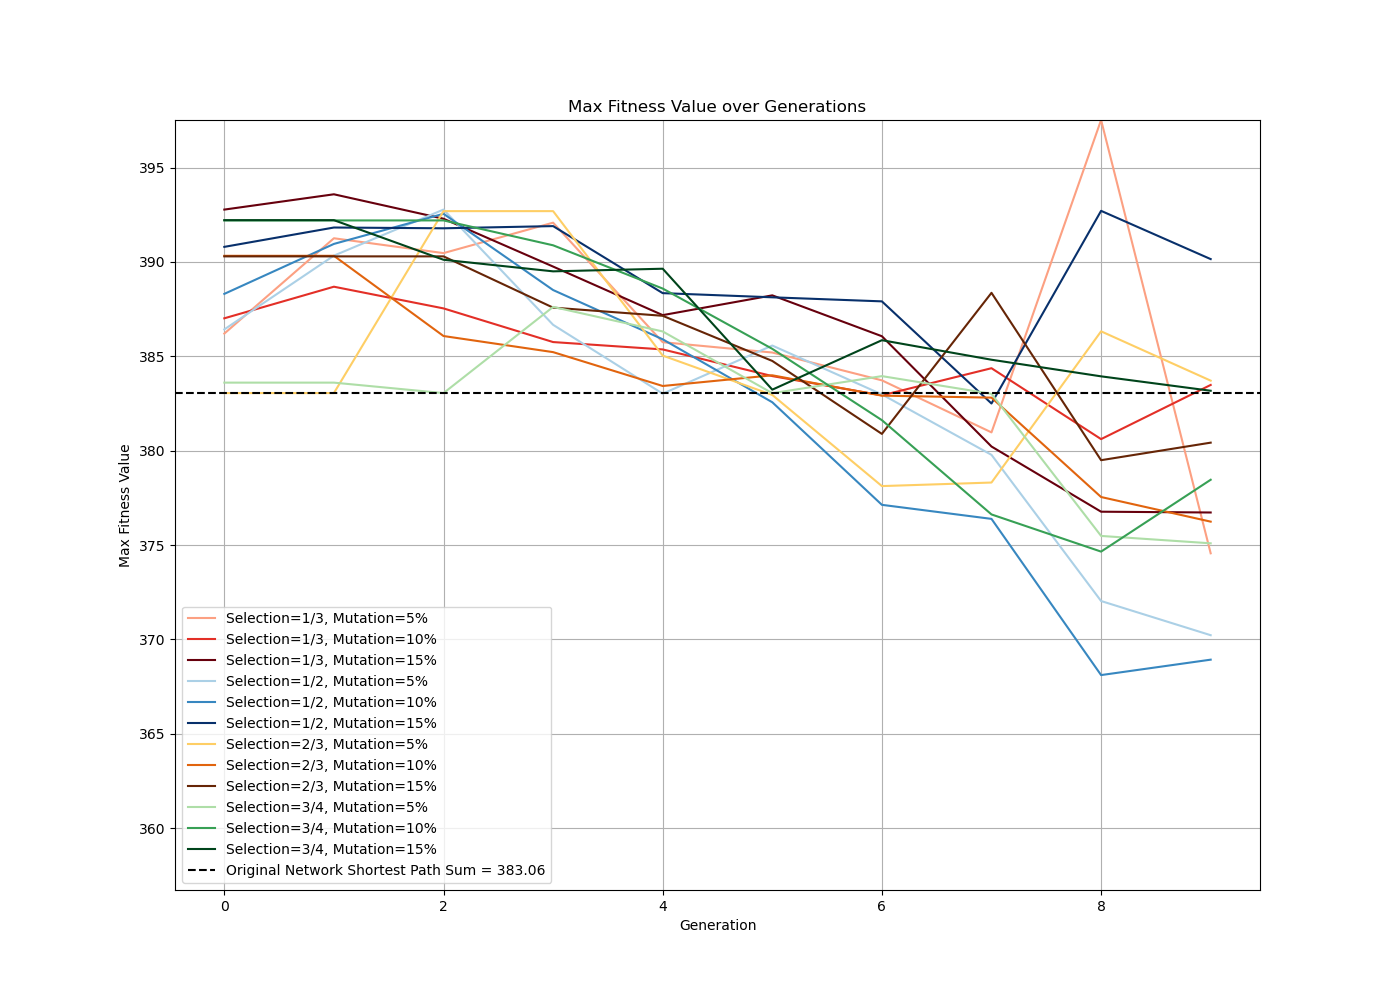 Max Fitness Value over Generations
395
390
385
380
375
370
365
360
Max Fitness Value
Selection=1/3, Mutation=5%
Selection=1/3, Mutation=10%
Selection=1/3, Mutation=15%
Selection=1/2, Mutation=5%
Selection=1/2, Mutation=10%
Selection=1/2, Mutation=15%
Selection=2/3, Mutation=5%
Selection=2/3, Mutation=10%
Selection=2/3, Mutation=15%
Selection=3/4, Mutation=5%
Selection=3/4, Mutation=10%
Selection=3/4, Mutation=15%
Original Network Shortest Path Sum = 383.06
0 2 4 6 8
Generation